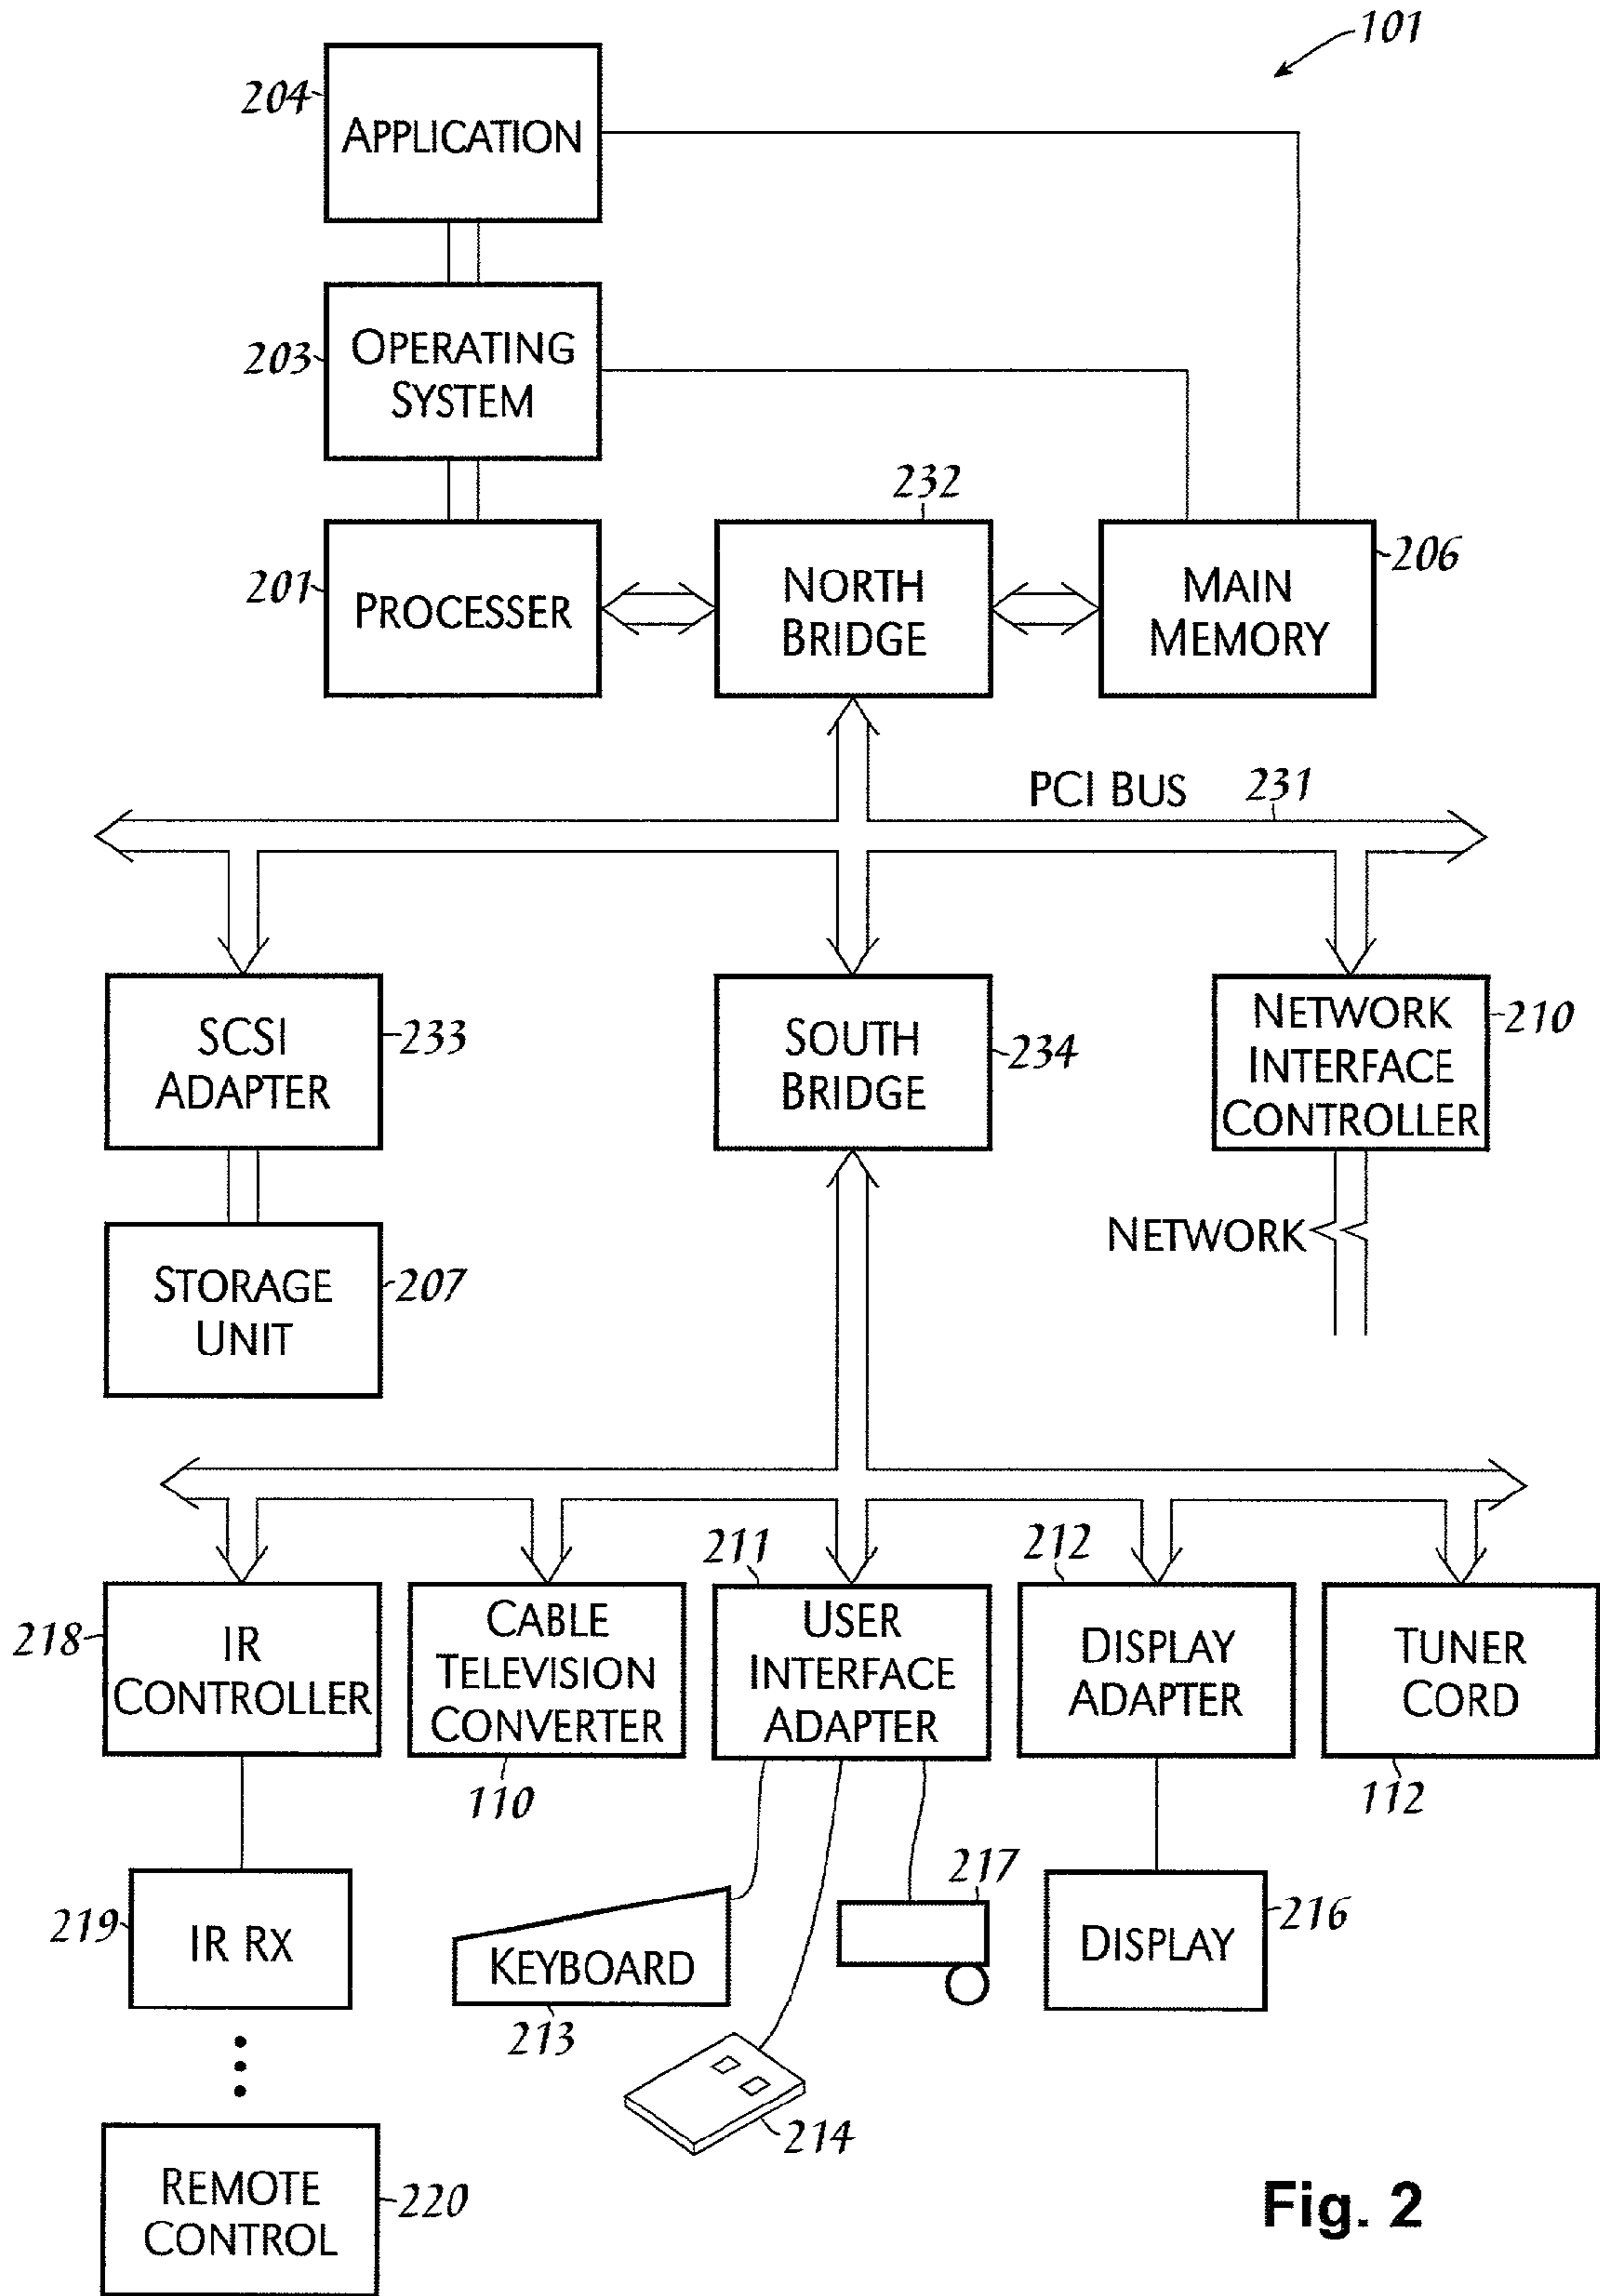 101
204
APPLICATION
203
OPERATING
SYSTEM
232
201
PROCESSER
NORTH
BRIDGE
MAIN
MEMORY
206
PCI BUS 231
SCSI
ADAPTER
233
SOUTH
BRIDGE
234
NETWORK
INTERFACE
CONTROLLER
210
NETWORK
STORAGE
UNIT
207
211
212
218
IR
CONTROLLER
CABLE
TELEVISION
CONVERTER
USER
INTERFACE
ADAPTER
DISPLAY
ADAPTER
TUNER
CORD
110
112
219
IR RX
KEYBOARD
213
217
DISPLAY
216
214
REMOTE
CONTROL
220
Fig. 2